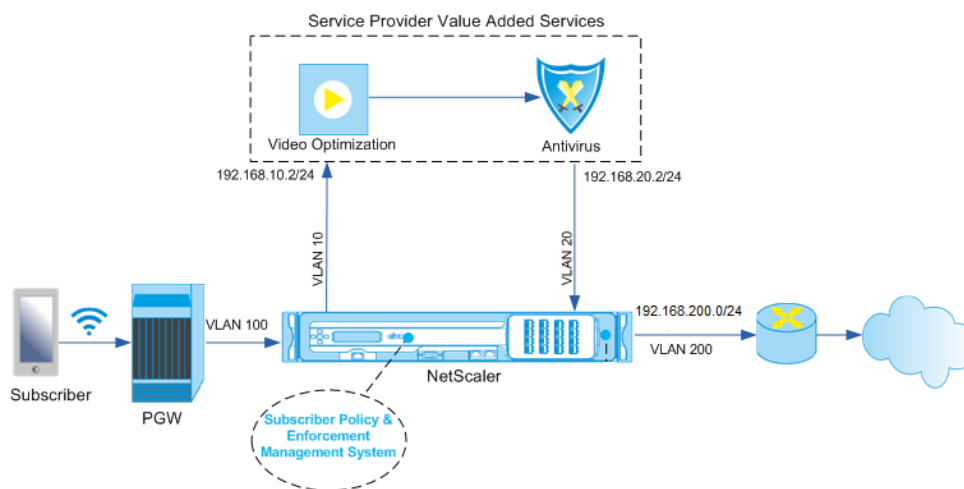 Service Provider Value Added Services
Video Optimization
Antivirus
192.168.10.2/24
192.168.20.2/24
VLAN 10
VLAN 20
VLAN 100
192.168.200.0/24
VLAN 200
NetScaler
Subscriber
PGW
Subscriber Policy &
Enforcement
Management System